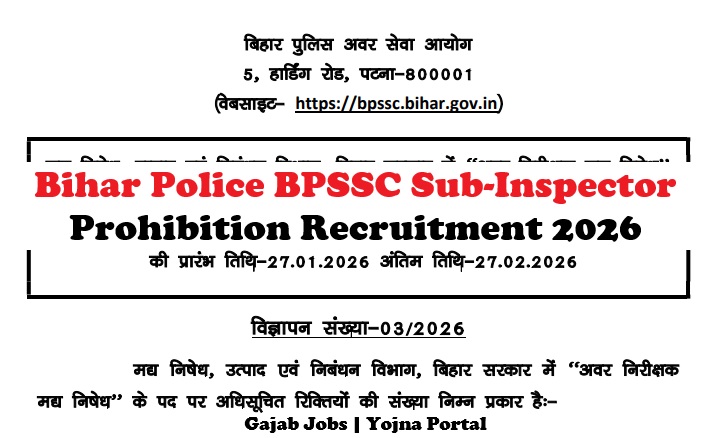 बिहार पुलिस अवर सेवा आयोग
5, हार्डिंग रोड, पटना-800001
(वेबसाइट- https://bpssc.bihar.gov.in)
Bihar Police BPSSC Sub-Inspector
Prohibition Recruitment 2026
की प्रारंभ तिथि-27.01.2026 अंतिम तिथि-27.02.2026
विज्ञापन संख्या-03/2026
मद्य निषेध, उत्पाद एवं निबंधन विभाग, बिहार सरकार में “अवर निरीक्षक
मद्य निषेध” के पद पर अधिसूचित रिक्तियों की संख्या निम्न प्रकार हैः-
Gajab Jobs | Yojna Portal